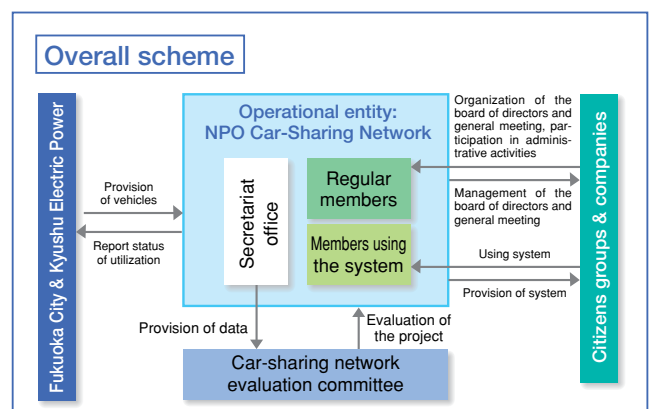 Overall scheme
Fukuoka City & Kyushu Electric Power
Operational entity:
NPO Car-Sharing Network
Secretariat
office
Regular
members
Members using
the system
Provision
of vehicles
Report status
of utilization
Organization of the
board of directors and
general meeting, par-
ticipation in adminis-
trative activities
Management of the
board of directors and
general meeting
Using system
Provision of system
Citizens groups & companies
Provision of data
Evaluation of
the project
Car-sharing network
evaluation committee